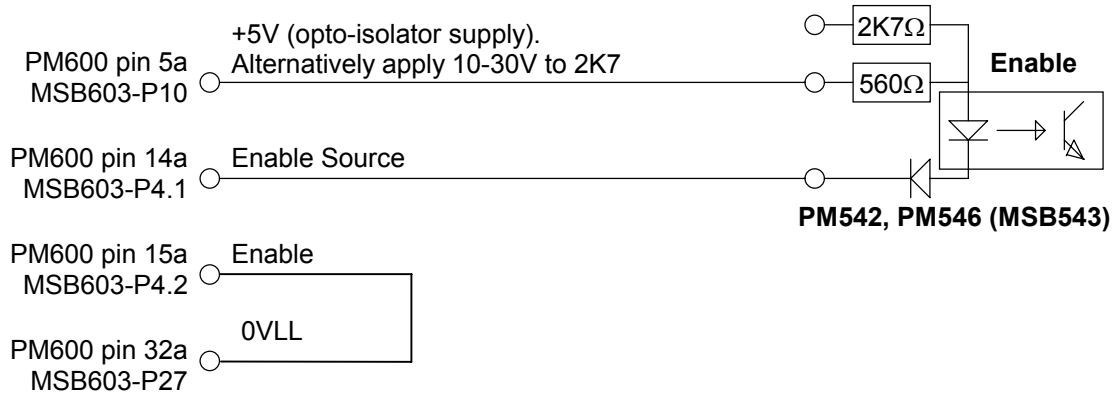 +5V (opto-isolator supply).
Alternatively apply 10-30V to 2K7
PM600 pin 5a
MSB603-P10
2K7Ω
560Ω
Enable
PM600 pin 14a
MSB603-P4.1
Enable Source
PM542, PM546 (MSB543)
PM600 pin 15a
MSB603-P4.2
Enable
0VLL
PM600 pin 32a
MSB603-P27